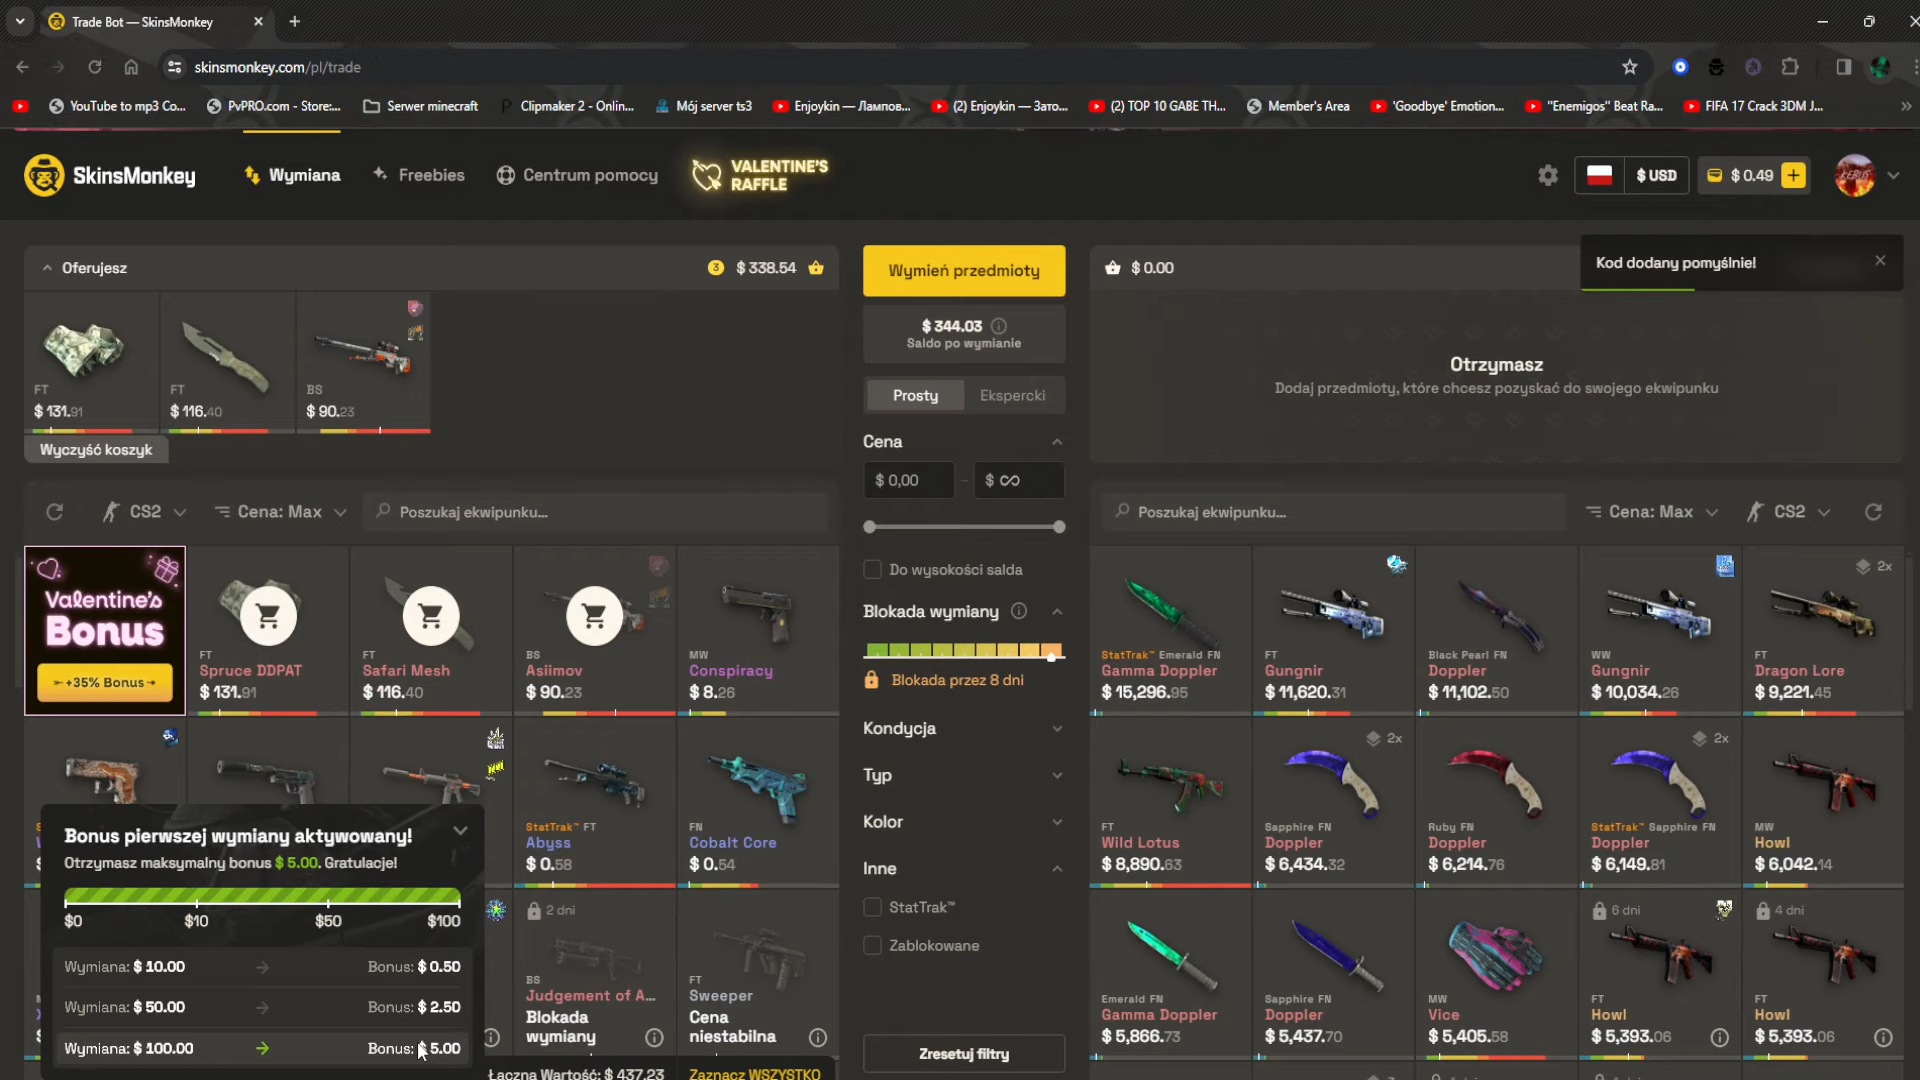 Trade Bot — SkinsMonkey
skinsmonkey.com/pl/trade
YouTube to mp3 Co...
PvPRO.com - Store:...
Serwer minecraft
Clipmaker 2 - Onlin...
Mój server ts3
Enjoykin — Лампов...
(2) Enjoykin — Зато...
(2) TOP 10 GABE TH...
Member's Area
'Goodbye' Emotion...
"Enemigos" Beat Ra...
FIFA 17 Crack 3DM J...
SkinsMonkey
Wymiana
Freebies
Centrum pomocy
VALENTINE'S
RAFFLE
$ USD
$ 0.49
Oferujesz
3 $ 338.54
FT
$ 131.91
FT
$ 116.40
BS
$ 90.23
Wyczyść koszyk
Wymień przedmioty
$ 344.03
Saldo po wymianie
Prosty
Ekspercki
$ 0.00
Kod dodany pomyślnie!
Otrzymasz
Dodaj przedmioty, które chcesz pozyskać do swojego ekwipunku
CS2
Cena: Max
Poszukaj ekwipunku...
Valentine's
Bonus
+35% Bonus
FT
Spruce DDPAT
$ 131.91
FT
Safari Mesh
$ 116.40
BS
Asiimov
$ 90.23
MW
Conspiracy
$ 8.26
StatTrak™ FT
Abyss
$ 0.58
FN
Cobalt Core
$ 0.54
2 dni
BS
Judgement of A...
Blokada
wymiany
FT
Sweeper
Cena
niestabilna
Łączna Wartość: $ 437.23
Zaznacz WSZYSTKO
Bonus pierwszej wymiany aktywowany!
Otrzymasz maksymalny bonus $ 5.00. Gratulacje!
$0
$10
$50
$100
Wymiana: $ 10.00
Bonus: $ 0.50
Wymiana: $ 50.00
Bonus: $ 2.50
Wymiana: $ 100.00
Bonus: $ 5.00
Cena
$ 0,00
-
$ ∞
Do wysokości salda
Blokada wymiany
Blokada przez 8 dni
Kondycja
Typ
Kolor
Inne
StatTrak™
Zablokowane
Zresetuj filtry
Poszukaj ekwipunku...
Cena: Max
CS2
StatTrak™ Emerald FN
Gamma Doppler
$ 15,296.95
FT
Gungnir
$ 11,620.31
Black Pearl FN
Doppler
$ 11,102.50
WW
Gungnir
$ 10,034.26
2x
FT
Dragon Lore
$ 9,221.45
FT
Wild Lotus
$ 8,890.63
2x
Sapphire FN
Doppler
$ 6,434.32
Ruby FN
Doppler
$ 6,214.76
2x
StatTrak™ Sapphire FN
Doppler
$ 6,149.81
MW
Howl
$ 6,042.14
Emerald FN
Gamma Doppler
$ 5,866.73
Sapphire FN
Doppler
$ 5,437.70
MW
Vice
$ 5,405.58
6 dni
FT
Howl
$ 5,393.06
4 dni
FT
Howl
$ 5,393.06